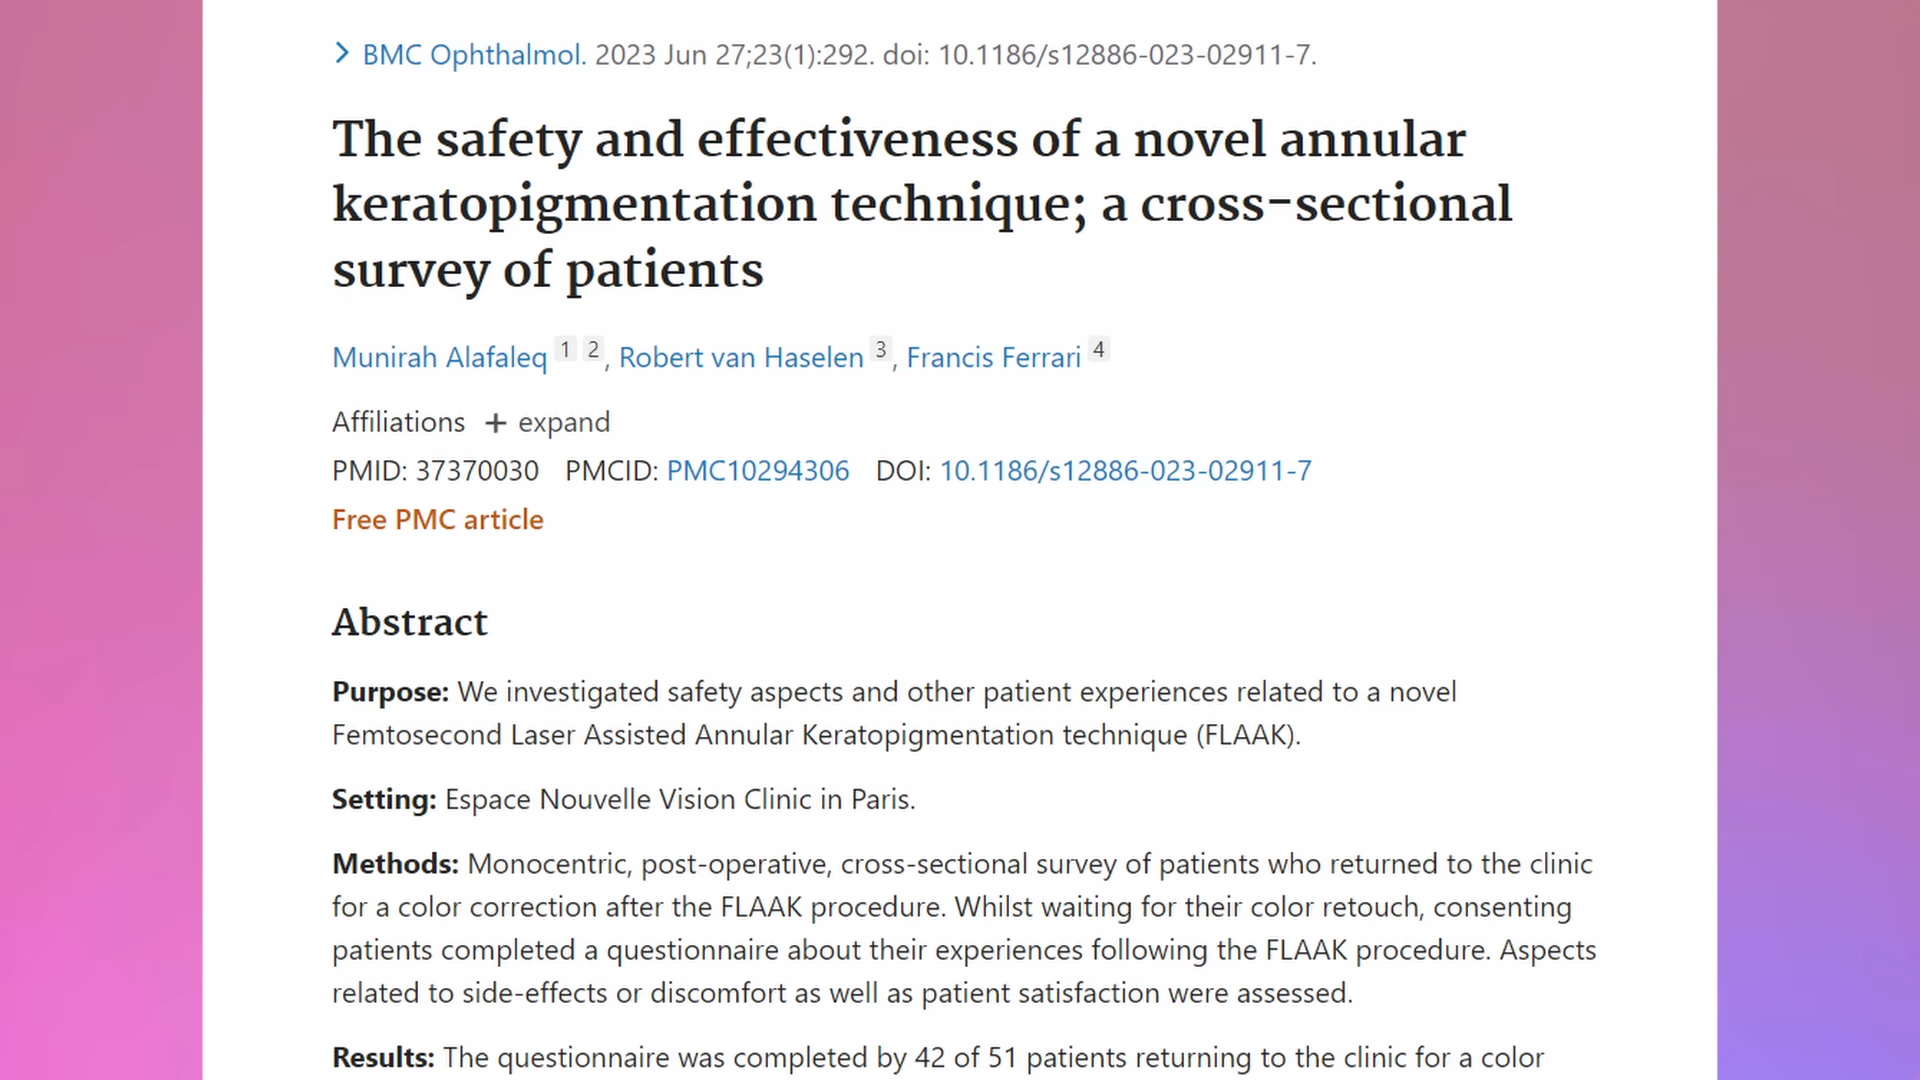 BMC Ophthalmol. 2023 Jun 27;23(1):292. doi: 10.1186/s12886-023-02911-7.
The safety and effectiveness of a novel annular
keratopigmentation technique; a cross-sectional
survey of patients
Munirah Alafaleq 1 2, Robert van Haselen 3, Francis Ferrari 4
Affiliations + expand
PMID: 37370030 PMCID: PMC10294306 DOI: 10.1186/s12886-023-02911-7
Free PMC article
Abstract
Purpose: We investigated safety aspects and other patient experiences related to a novel
Femtosecond Laser Assisted Annular Keratopigmentation technique (FLAAK).
Setting: Espace Nouvelle Vision Clinic in Paris.
Methods: Monocentric, post-operative, cross-sectional survey of patients who returned to the clinic
for a color correction after the FLAAK procedure. Whilst waiting for their color retouch, consenting
patients completed a questionnaire about their experiences following the FLAAK procedure. Aspects
related to side-effects or discomfort as well as patient satisfaction were assessed.
Results: The questionnaire was completed by 42 of 51 patients returning to the clinic for a color